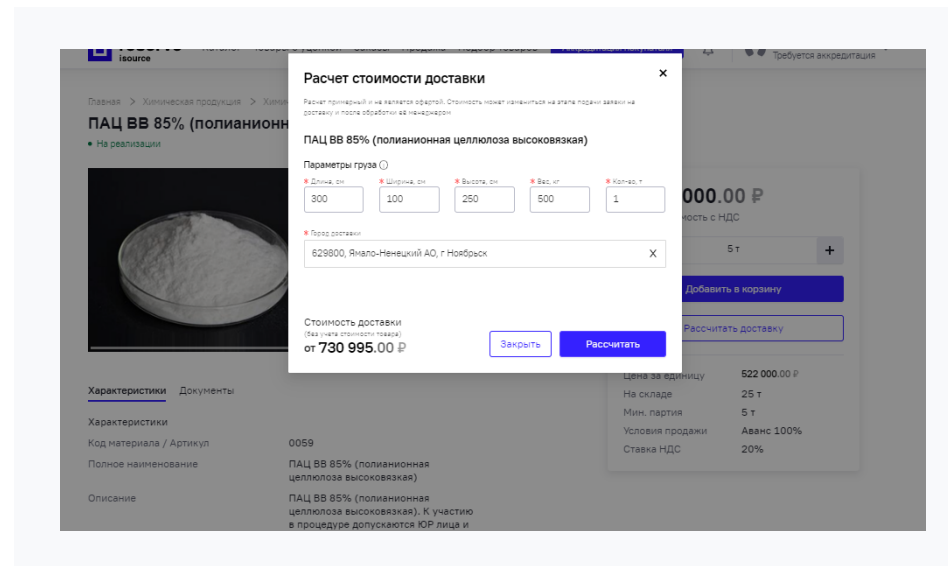 isource
Требуется аккредитация
Расчет стоимости доставки
×
Расчет примерный и не является офертой. Стоимость может измениться на этапе подачи заявки на
доставку и после обработки её менеджером
Главная > Химическая продукция >
ПАЦ ВВ 85% (полианионн
• На реализации
ПАЦ ВВ 85% (полианионная целлюлоза высоковязкая)
Параметры груза
* Длина, см * Ширина, см * Высота, см * Вес, кг * Кол-во, т
300 100 250 500 1
000.00 ₽
НДС
* Город доставки
629800, Ямало-Ненецкий АО, г Ноябрьск X
5 т +
Добавить в корзину
Рассчитать доставку
Стоимость доставки
(без учета стоимости товара)
от 730 995.00 ₽
Закрыть
Рассчитать
Цена за единицу 522 000.00 ₽
На складе 25 т
Мин. партия 5 т
Условия продажи Аванс 100%
Ставка НДС 20%
Характеристики Документы
Характеристики
Код материала / Артикул 0059
Полное наименование ПАЦ ВВ 85% (полианионная
целлюлоза высоковязкая)
Описание ПАЦ ВВ 85% (полианионная
целлюлоза высоковязкая). К участию
в процедуре допускаются ЮР лица и